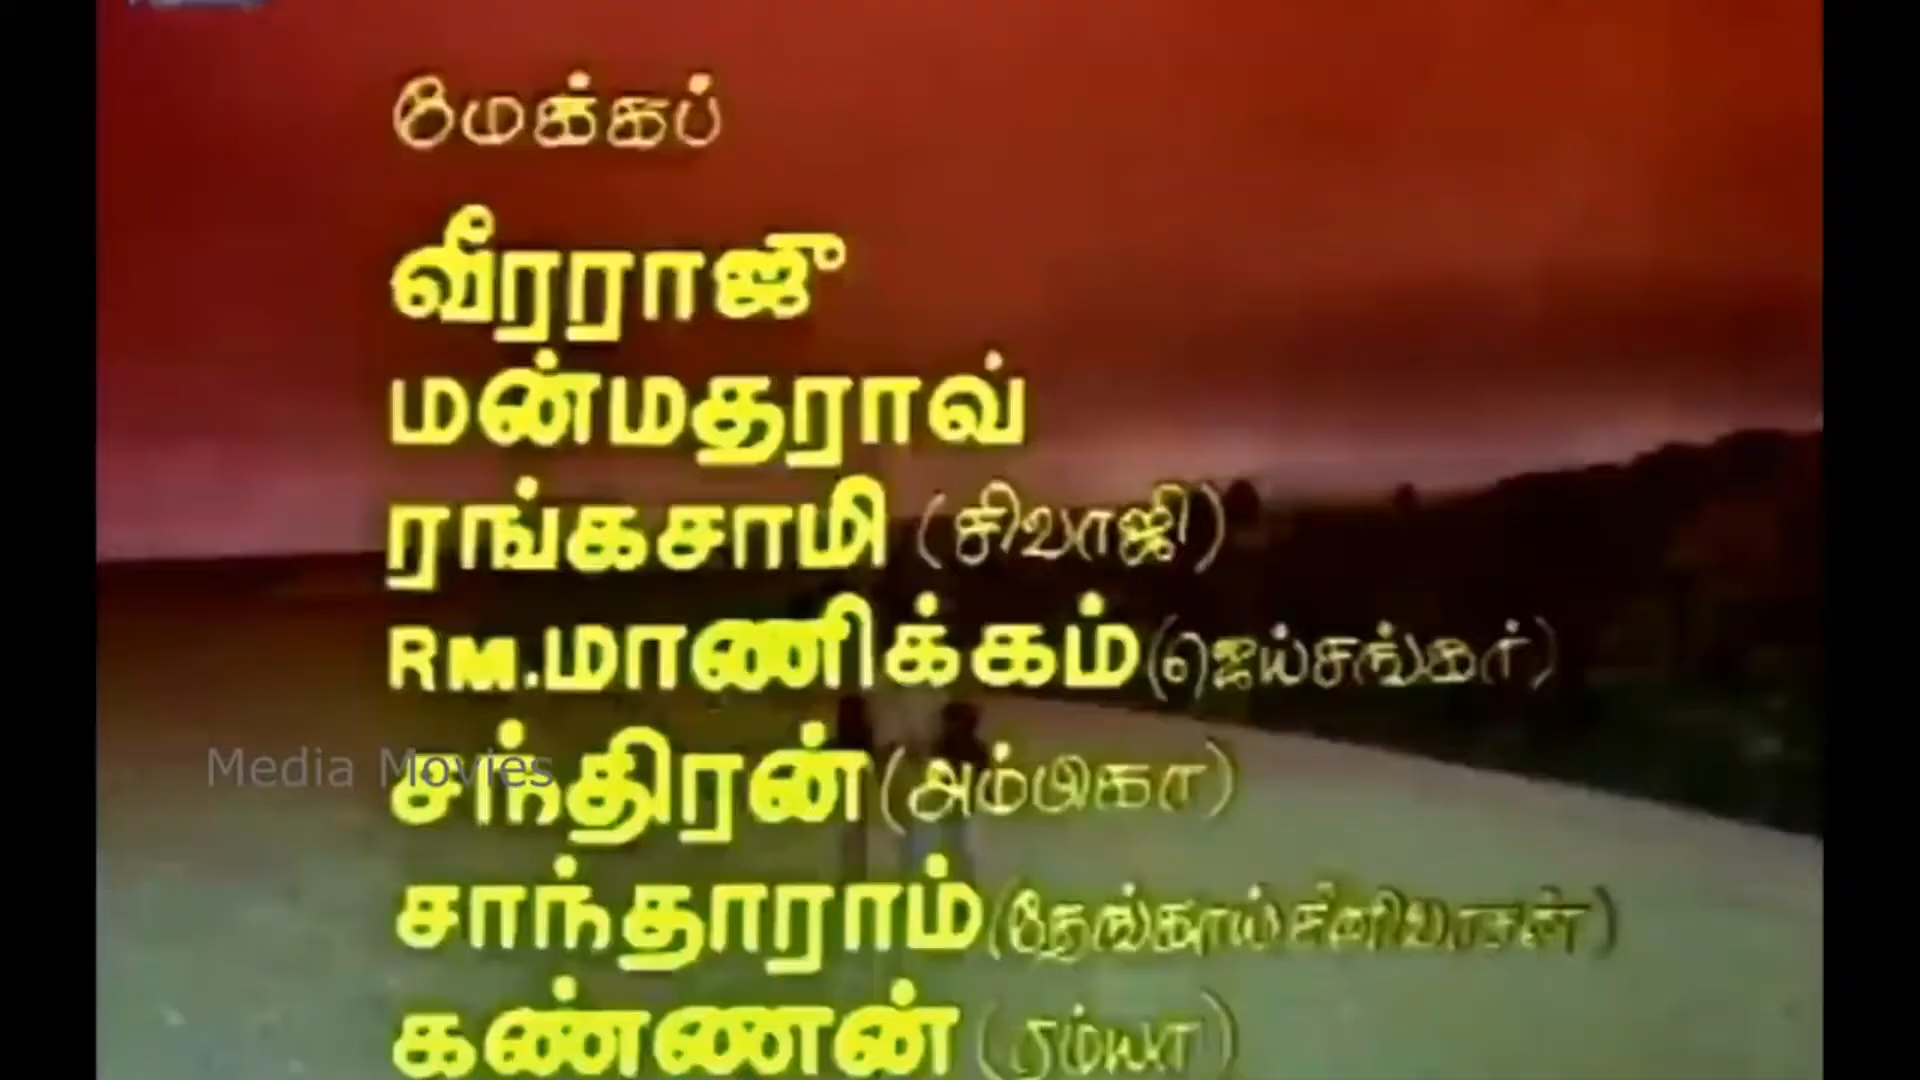 மேக்கப்
வீரராஜு
மன்மதராவ்
ரங்கசாமி (சிவாஜி)
RM.மாணிக்கம் (ஜெய்சங்கர்)
Media Movies
சந்திரன் (அம்பிகா)
சாந்தாராம் (தேங்காய் சீனிவாசன்)
கண்ணன் (ரம்யா)